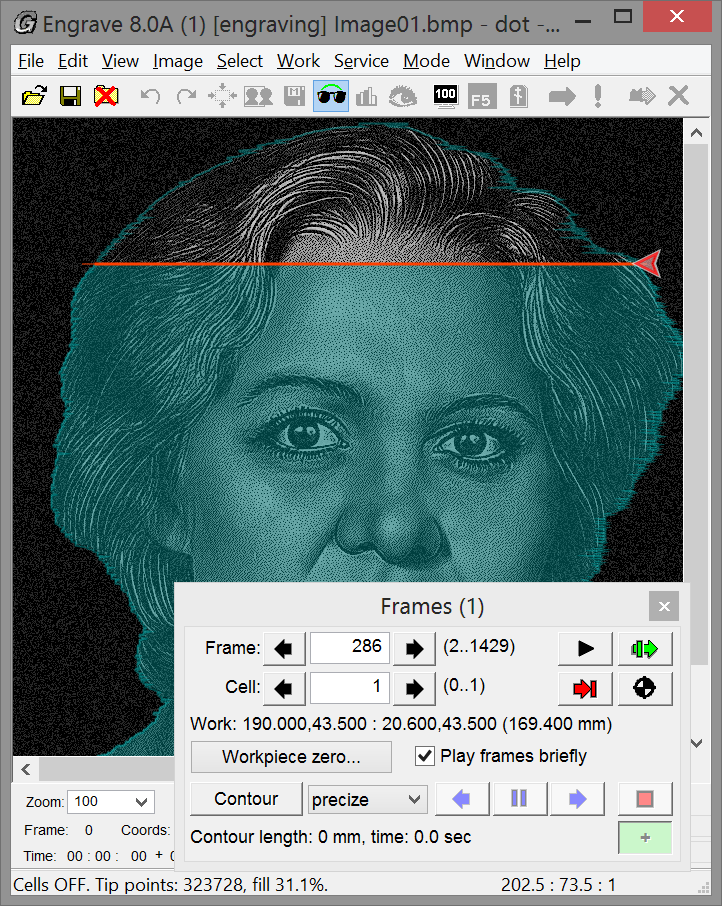 Engrave 8.0A (1) [engraving] Image01.bmp - dot -...
File Edit View Image Select Work Service Mode Window Help
M 100 F5
Frames (1)
Frame: 286 (2..1429)
Cell: 1 (0..1)
Work: 190.000,43.500 : 20.600,43.500 (169.400 mm)
Workpiece zero... Play frames briefly
Contour precize
Contour length: 0 mm, time: 0.0 sec
Zoom: 100
Frame: 0 Coords:
Time: 00 : 00 : 00 +
Cells OFF. Tip points: 323728, fill 31.1%. 202.5 : 73.5 : 1